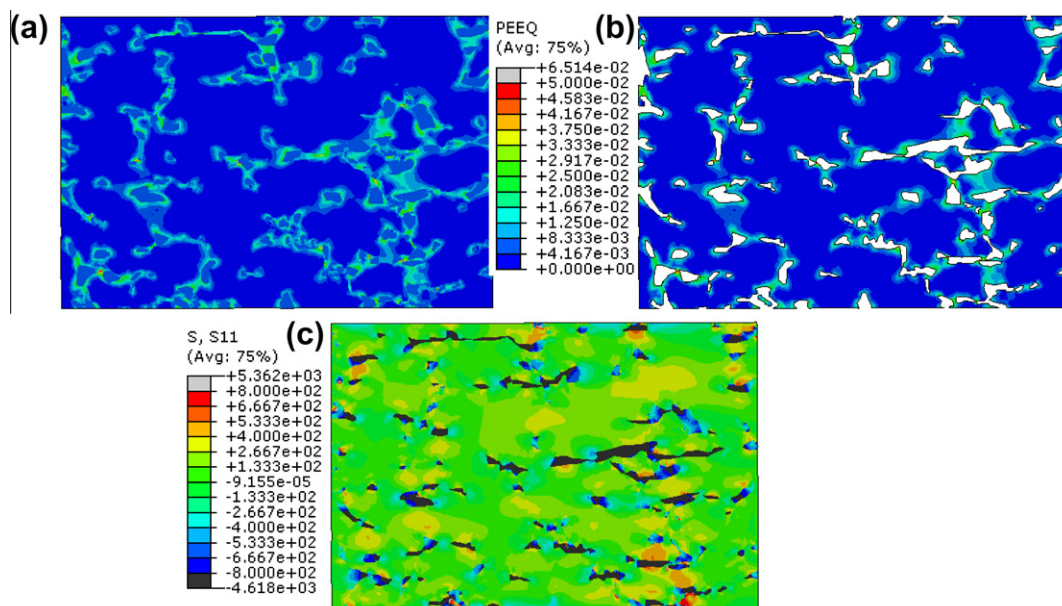 (a)
PEEQ
(Avg: 75%)
+6.514e-02
+5.000e-02
+4.583e-02
+4.167e-02
+3.750e-02
+3.333e-02
+2.917e-02
+2.500e-02
+2.083e-02
+1.667e-02
+1.250e-02
+8.333e-03
+4.167e-03
+0.000e+00
(b)
S, S11
(Avg: 75%)
+5.362e+03
+8.000e+02
+6.667e+02
+5.333e+02
+4.000e+02
+2.667e+02
+1.333e+02
-9.155e-05
-1.333e+02
-2.667e+02
-4.000e+02
-5.333e+02
-6.667e+02
-8.000e+02
-4.618e+03
(c)